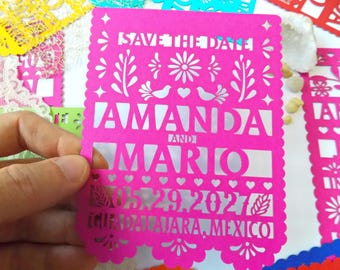 SAVE THE DATE
AMANDA
AND
MARIO
05.29.2027
GUADALAJARA, MEXICO